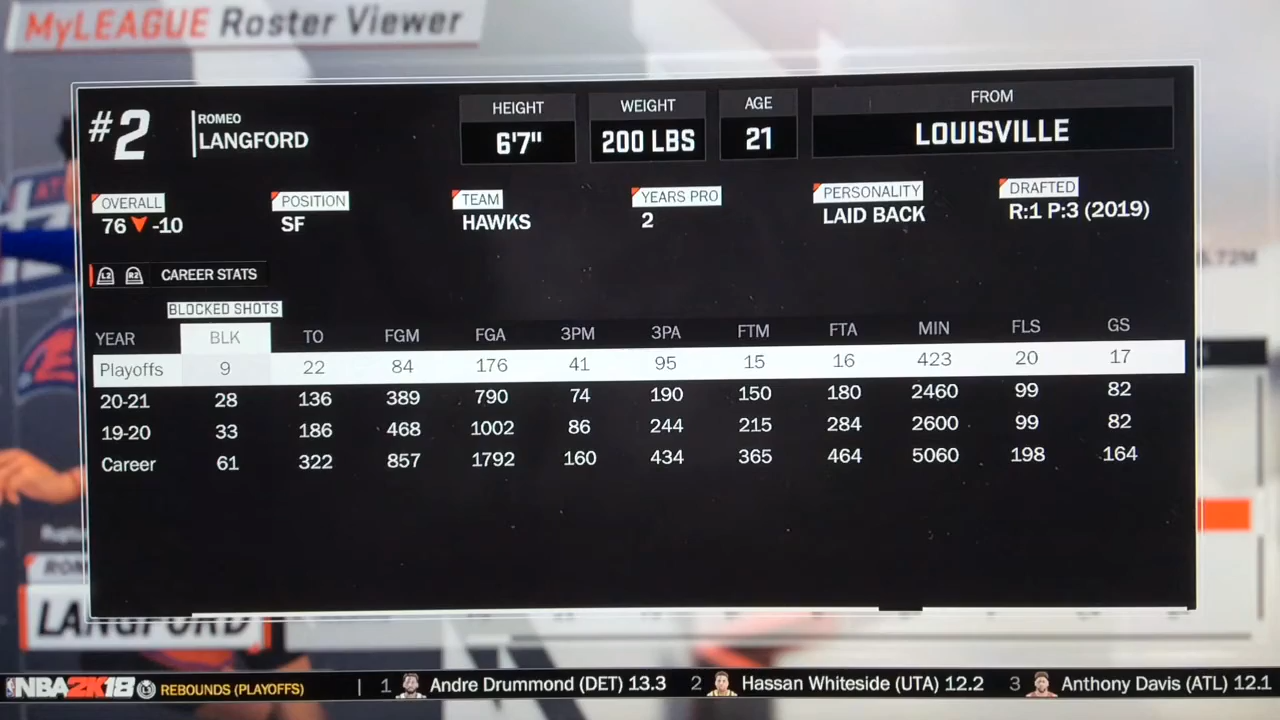 MyLEAGUE Roster Viewer
#2
ROMEO
LANGFORD
HEIGHT
6'7"
WEIGHT
200 LBS
AGE
21
FROM
LOUISVILLE
OVERALL
76 -10
POSITION
SF
TEAM
HAWKS
YEARS PRO
2
PERSONALITY
LAID BACK
DRAFTED
R:1 P:3 (2019)
L2 R2 CAREER STATS
BLOCKED SHOTS
YEAR BLK TO FGM FGA 3PM 3PA FTM FTA MIN FLS GS
Playoffs 9 22 84 176 41 95 15 16 423 20 17
20-21 28 136 389 790 74 190 150 180 2460 99 82
19-20 33 186 468 1002 86 244 215 284 2600 99 82
Career 61 322 857 1792 160 434 365 464 5060 198 164
LANGFORD
NBA2K18 REBOUNDS (PLAYOFFS) | 1 Andre Drummond (DET) 13.3 2 Hassan Whiteside (UTA) 12.2 3 Anthony Davis (ATL) 12.1